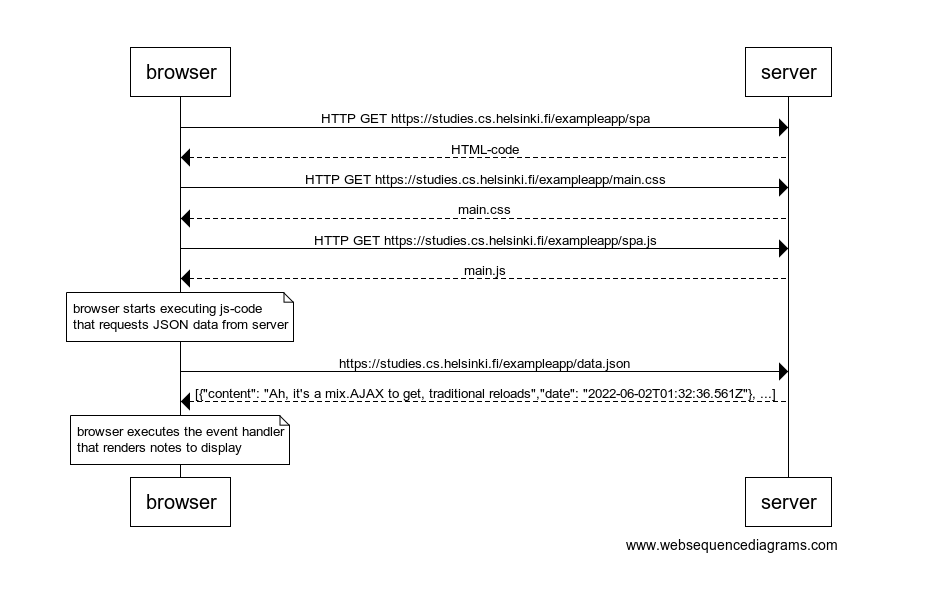 browser
server
HTTP GET https://studies.cs.helsinki.fi/exampleapp/spa
HTML-code
HTTP GET https://studies.cs.helsinki.fi/exampleapp/main.css
main.css
HTTP GET https://studies.cs.helsinki.fi/exampleapp/spa.js
main.js
browser starts executing js-code
that requests JSON data from server
https://studies.cs.helsinki.fi/exampleapp/data.json
[{"content": "Ah, it's a mix.AJAX to get, traditional reloads","date": "2022-06-02T01:32:36.561Z"}, ...]
browser executes the event handler
that renders notes to display
browser
server
www.websequencediagrams.com